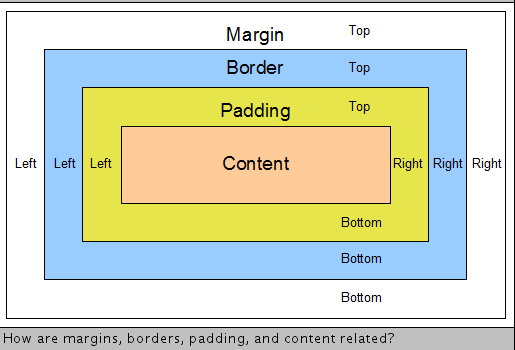 Margin Top
Border Top
Padding Top
Left Left Left Content Right Right Right
Bottom
Bottom
Bottom
How are margins, borders, padding, and content related?